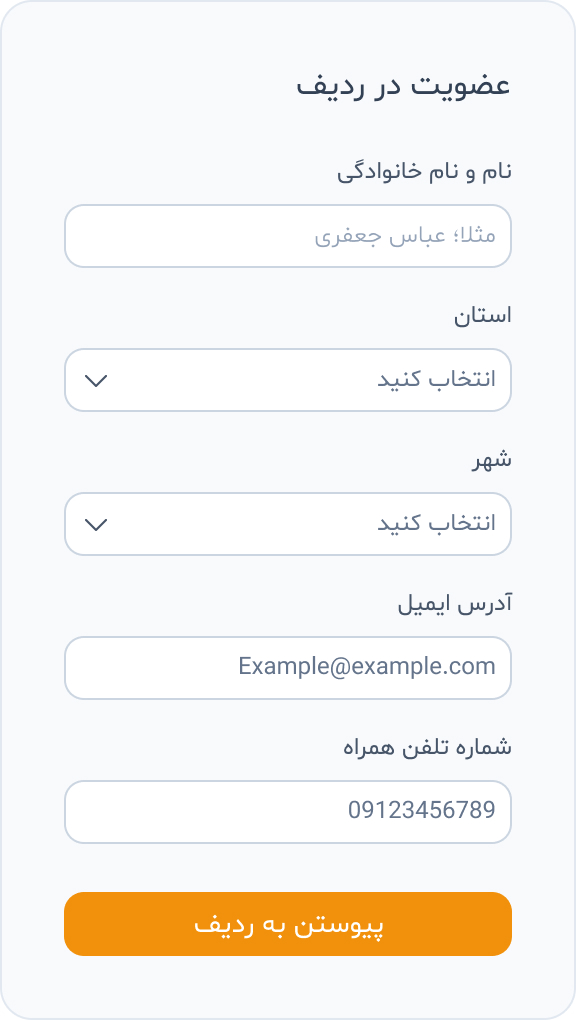 عضویت در ردیف
نام و نام خانوادگی
مثلا؛ عباس جعفری
استان
انتخاب کنید
شهر
انتخاب کنید
آدرس ایمیل
Example@example.com
شماره تلفن همراه
09123456789
پیوستن به ردیف